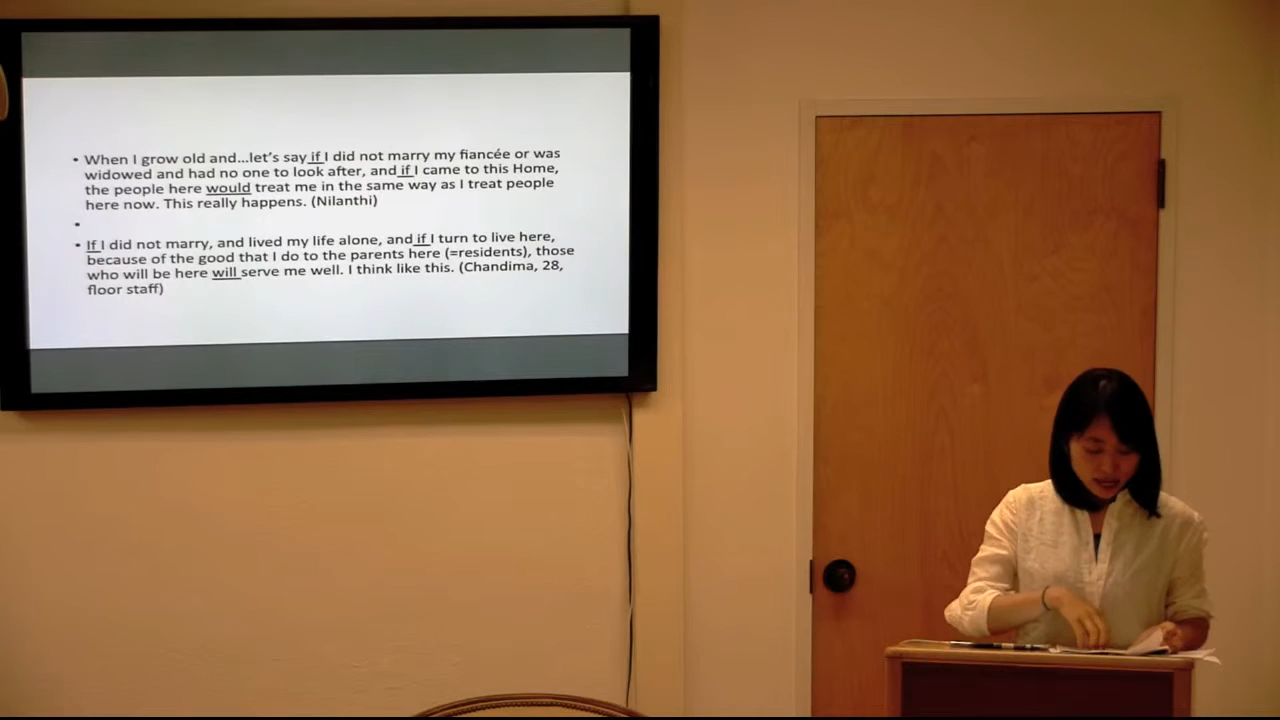 • When I grow old and...let's say if I did not marry my fiancée or was
widowed and had no one to look after, and if I came to this Home,
the people here would treat me in the same way as I treat people
here now. This really happens. (Nilanthi)
•
• If I did not marry, and lived my life alone, and if I turn to live here,
because of the good that I do to the parents here (=residents), those
who will be here will serve me well. I think like this. (Chandima, 28,
floor staff)